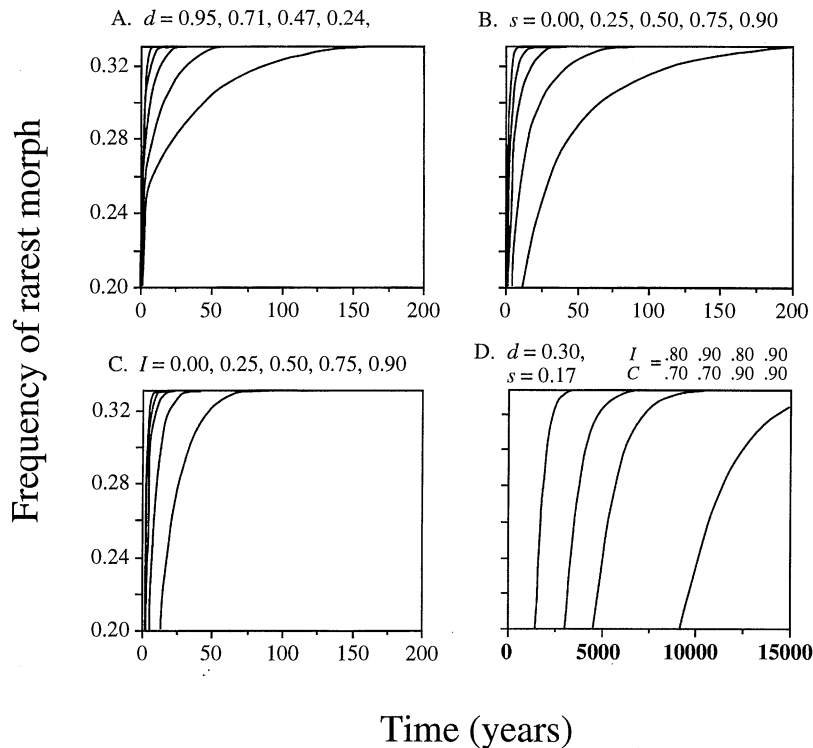 A. d = 0.95, 0.71, 0.47, 0.24,
B. s = 0.00, 0.25, 0.50, 0.75, 0.90
0.32
0.28
0.24
0.20
0 50 100 150 200
0 50 100 150 200
C. I = 0.00, 0.25, 0.50, 0.75, 0.90
D. d = 0.30,
s = 0.17
I = .80 .90 .80 .90
C .70 .70 .90 .90
0.32
0.28
0.24
0.20
0 50 100 150 200
0 5000 10000 15000
Frequency of rarest morph
Time (years)